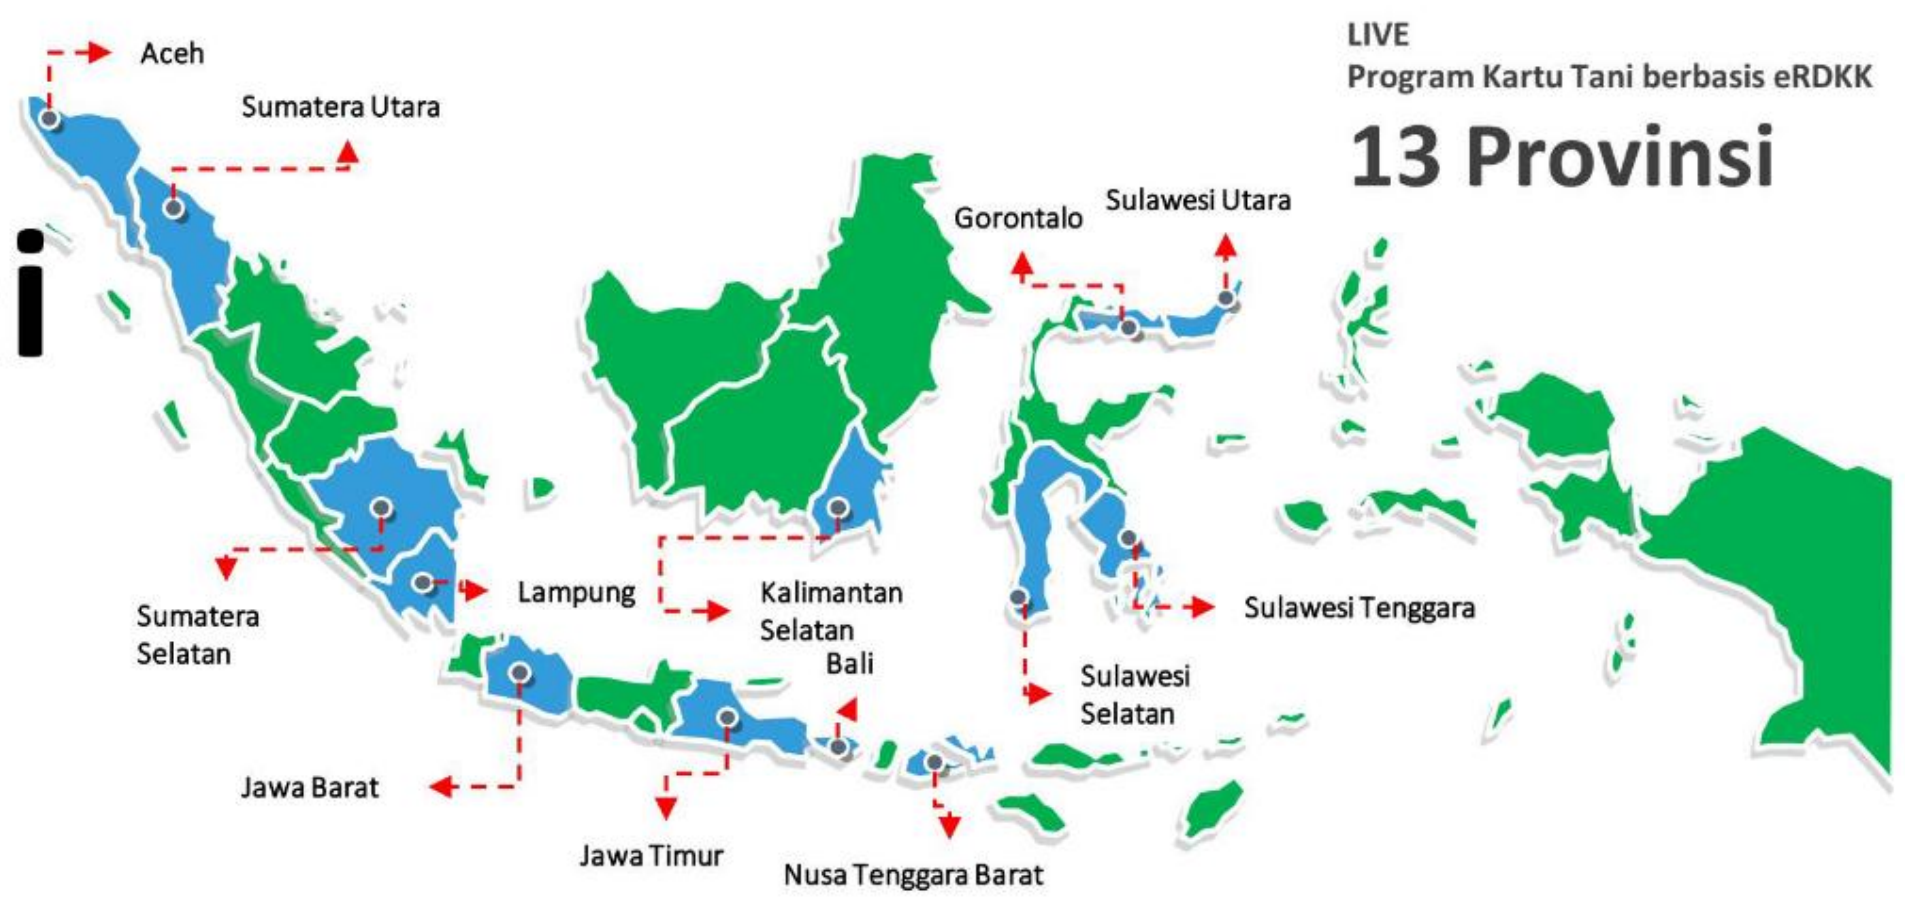 LIVE
Program Kartu Tani berbasis eRDKK
13 Provinsi
Aceh
Sumatera Utara
i
Gorontalo
Sulawesi Utara
Sumatera
Selatan
Lampung
Kalimantan
Selatan
Bali
Sulawesi Tenggara
Sulawesi
Selatan
Jawa Barat
Jawa Timur
Nusa Tenggara Barat